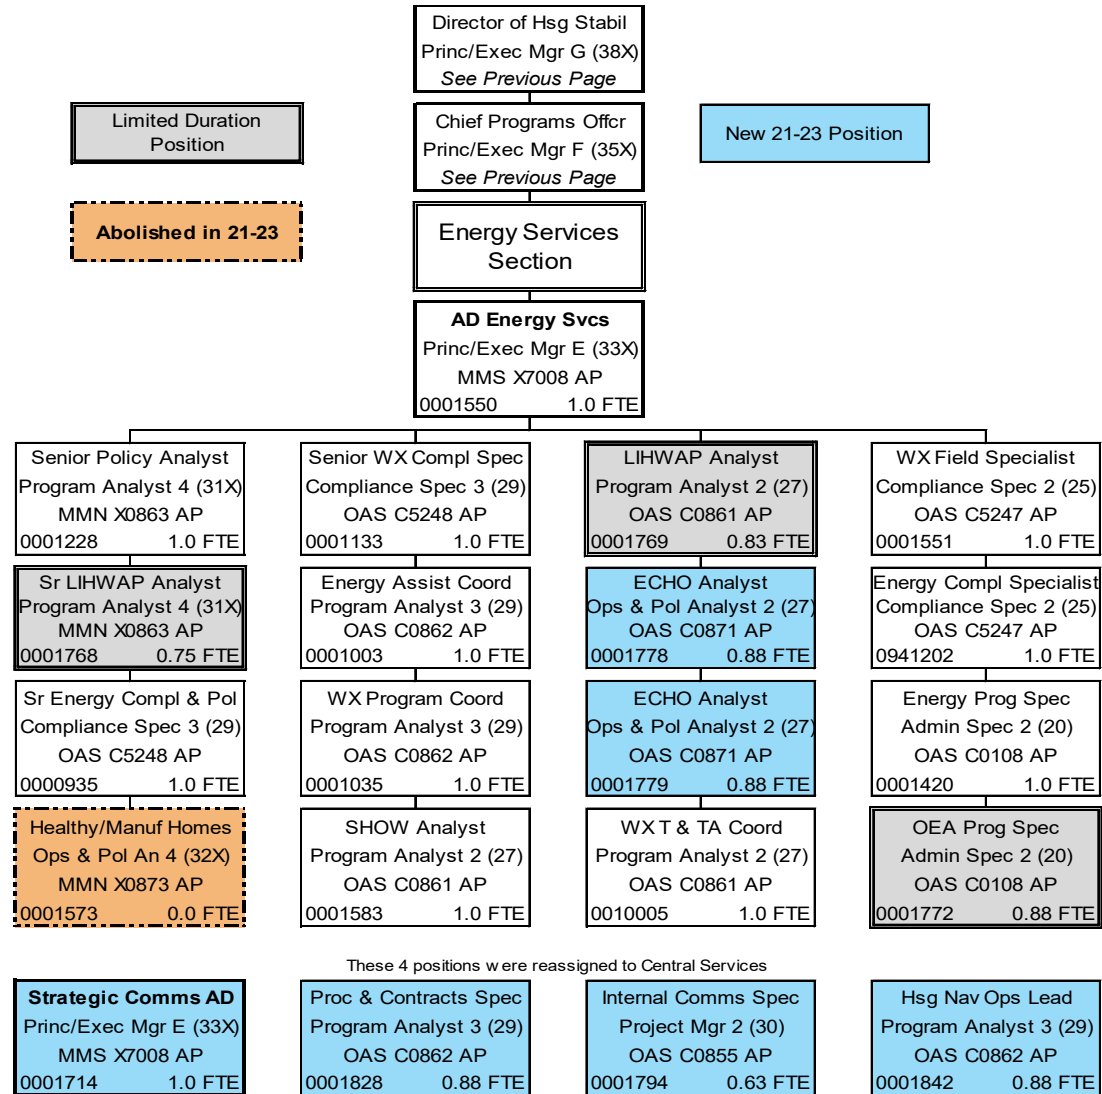 Director of Hsg Stabil
Princ/Exec Mgr G (38X)
See Previous Page
Limited Duration
Position
Chief Programs Offcr
Princ/Exec Mgr F (35X)
See Previous Page
New 21-23 Position
Abolished in 21-23
Energy Services
Section
AD Energy Svcs
Princ/Exec Mgr E (33X)
MMS X7008 AP
0001550 1.0 FTE
Senior Policy Analyst
Program Analyst 4 (31X)
MMN X0863 AP
0001228 1.0 FTE
Senior WX Compl Spec
Compliance Spec 3 (29)
OAS C5248 AP
0001133 1.0 FTE
LIHWAP Analyst
Program Analyst 2 (27)
OAS C0861 AP
0001769 0.83 FTE
WX Field Specialist
Compliance Spec 2 (25)
OAS C5247 AP
0001551 1.0 FTE
Sr LIHWAP Analyst
Program Analyst 4 (31X)
MMN X0863 AP
0001768 0.75 FTE
Energy Assist Coord
Program Analyst 3 (29)
OAS C0862 AP
0001003 1.0 FTE
ECHO Analyst
Ops & Pol Analyst 2 (27)
OAS C0871 AP
0001778 0.88 FTE
Energy Compl Specialist
Compliance Spec 2 (25)
OAS C5247 AP
0941202 1.0 FTE
Sr Energy Compl & Pol
Compliance Spec 3 (29)
OAS C5248 AP
0000935 1.0 FTE
WX Program Coord
Program Analyst 3 (29)
OAS C0862 AP
0001035 1.0 FTE
ECHO Analyst
Ops & Pol Analyst 2 (27)
OAS C0871 AP
0001779 0.88 FTE
Energy Prog Spec
Admin Spec 2 (20)
OAS C0108 AP
0001420 1.0 FTE
Healthy/Manuf Homes
Ops & Pol An 4 (32X)
MMN X0873 AP
0001573 0.0 FTE
SHOW Analyst
Program Analyst 2 (27)
OAS C0861 AP
0001583 1.0 FTE
WX T & TA Coord
Program Analyst 2 (27)
OAS C0861 AP
0010005 1.0 FTE
OEA Prog Spec
Admin Spec 2 (20)
OAS C0108 AP
0001772 0.88 FTE
These 4 positions were reassigned to Central Services
Strategic Comms AD
Princ/Exec Mgr E (33X)
MMS X7008 AP
0001714 1.0 FTE
Proc & Contracts Spec
Program Analyst 3 (29)
OAS C0862 AP
0001828 0.88 FTE
Internal Comms Spec
Project Mgr 2 (30)
OAS C0855 AP
0001794 0.63 FTE
Hsg Nav Ops Lead
Program Analyst 3 (29)
OAS C0862 AP
0001842 0.88 FTE